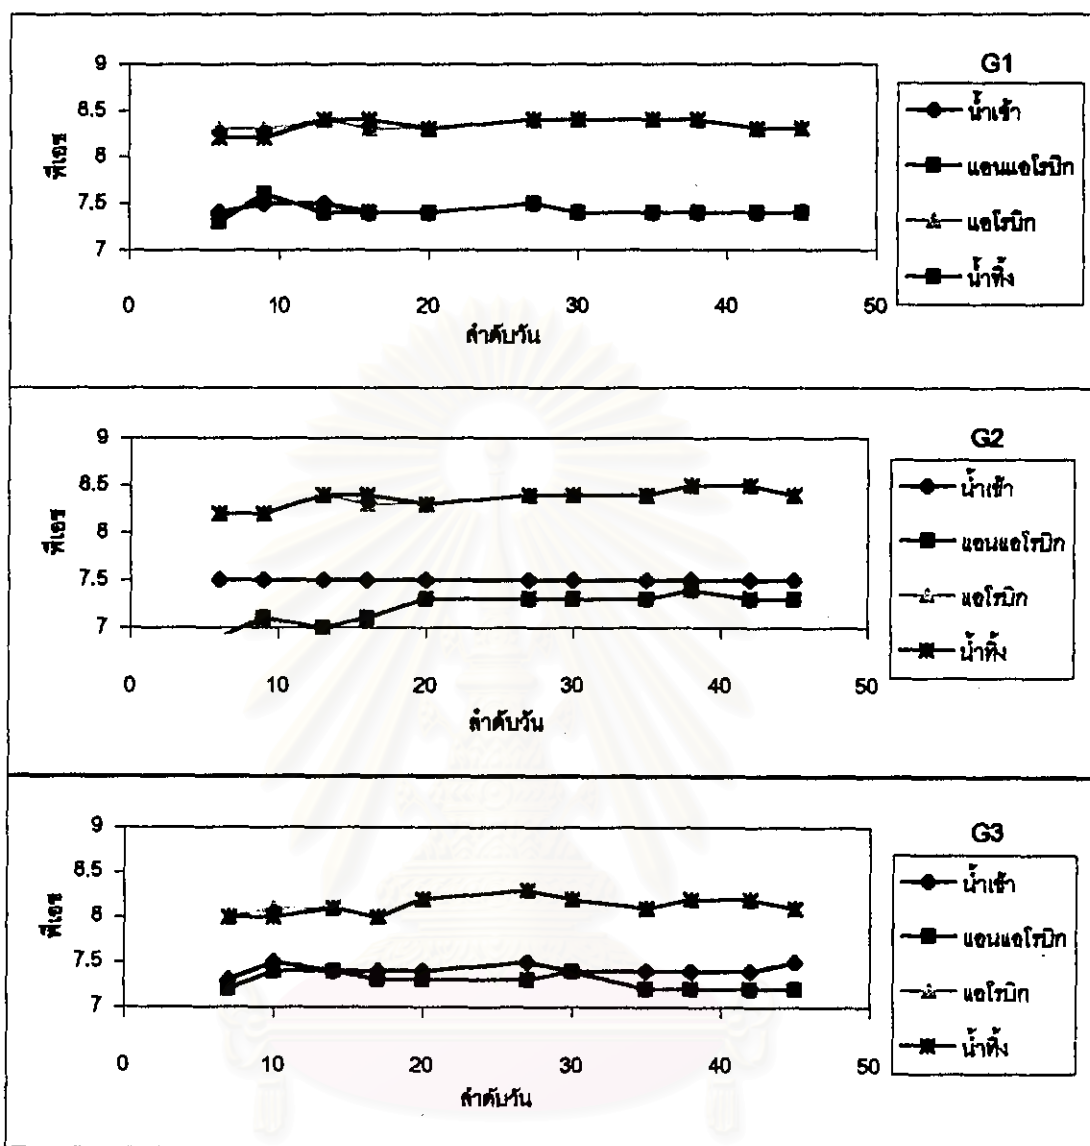 G1
9
8.5
8
7.5
7
พีเอช
0 10 20 30 40 50
ลำดับวัน
น้ำเข้า
แอนแอโรบิก
แอโรบิก
น้ำทิ้ง
G2
9
8.5
8
7.5
7
พีเอช
0 10 20 30 40 50
ลำดับวัน
น้ำเข้า
แอนแอโรบิก
แอโรบิก
น้ำทิ้ง
G3
9
8.5
8
7.5
7
พีเอช
0 10 20 30 40 50
ลำดับวัน
น้ำเข้า
แอนแอโรบิก
แอโรบิก
น้ำทิ้ง